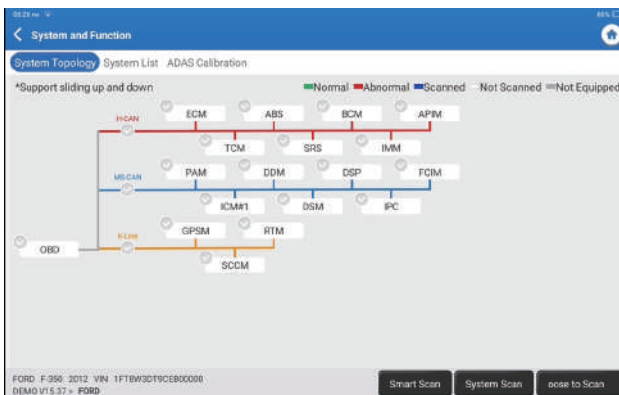 System and Function
System Topology System List ADAS Calibration
*Support sliding up and down Normal Abnormal Scanned Not Scanned Not Equipped
ECM ABS BCM APIM
H-CAN
TCM SRS IMM
PAM DDM DSP FCIM
MS-CAN
ICM#1 DSM IPC
GPSM RTM
K-Line
OBD
SCCM
FORD F-350 2012 VIN 1FT8W3DT9CEB00000
DEMO V15.37 > FORD
Smart Scan System Scan oose to Scan